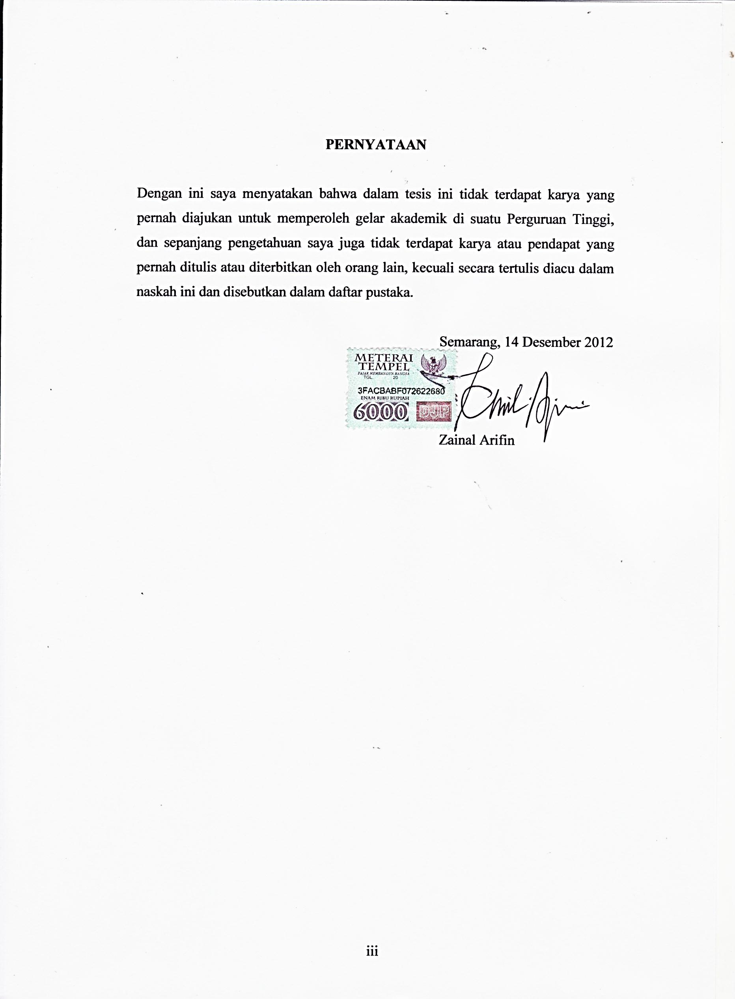 PERNYATAAN
Dengan ini saya menyatakan bahwa dalam tesis ini tidak terdapat karya yang
pernah diajukan untuk memperoleh gelar akademik di suatu Perguruan Tinggi,
dan sepanjang pengetahuan saya juga tidak terdapat karya atau pendapat yang
pernah ditulis atau diterbitkan oleh orang lain, kecuali secara tertulis diacu dalam
naskah ini dan disebutkan dalam daftar pustaka.
Semarang, 14 Desember 2012
METERAI
TEMPEL
PAJAK MEMBANGUN BANGSA
TGL. 20
3FACBABF072622680
ENAM RIBU RUPIAH
6000 DJP
Zainal Arifin
iii